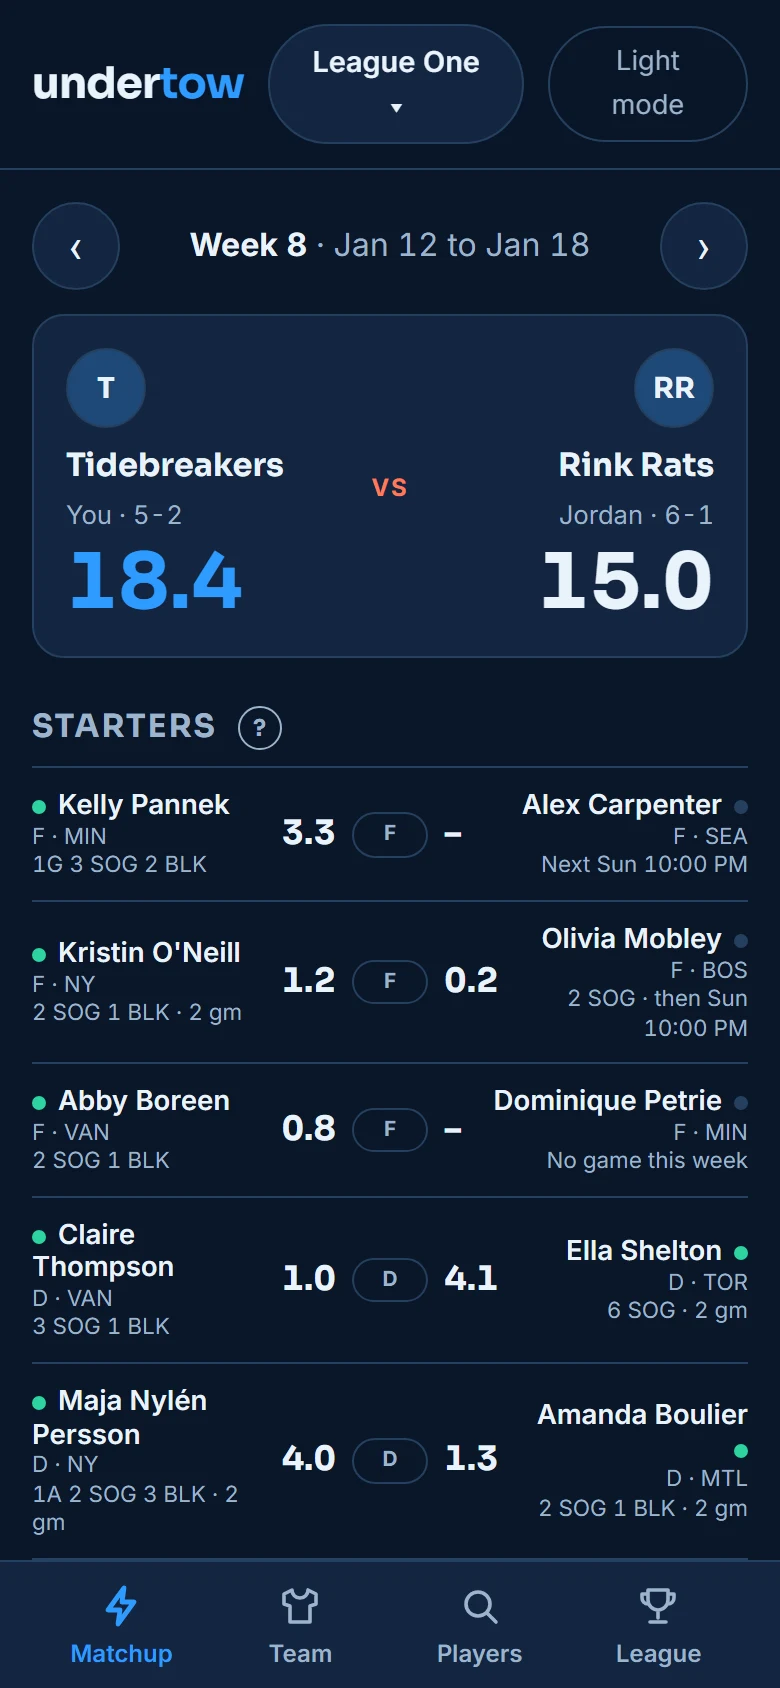 undertow
League One
▼
Light
mode
‹
Week 8 · Jan 12 to Jan 18
›
T
RR
Tidebreakers
Rink Rats
VS
You · 5-2
Jordan · 6-1
18.4
15.0
STARTERS ?
Kelly Pannek
F · MIN
1G 3 SOG 2 BLK
3.3
F
–
Alex Carpenter
F · SEA
Next Sun 10:00 PM
Kristin O'Neill
F · NY
2 SOG 1 BLK · 2 gm
1.2
F
0.2
Olivia Mobley
F · BOS
2 SOG · then Sun
10:00 PM
Abby Boreen
F · VAN
2 SOG 1 BLK
0.8
F
–
Dominique Petrie
F · MIN
No game this week
Claire
Thompson
D · VAN
3 SOG 1 BLK
1.0
D
4.1
Ella Shelton
D · TOR
6 SOG · 2 gm
Maja Nylén
Persson
D · NY
1A 2 SOG 3 BLK · 2
gm
4.0
D
1.3
Amanda Boulier
D · MTL
2 SOG 1 BLK · 2 gm
Matchup
Team
Players
League